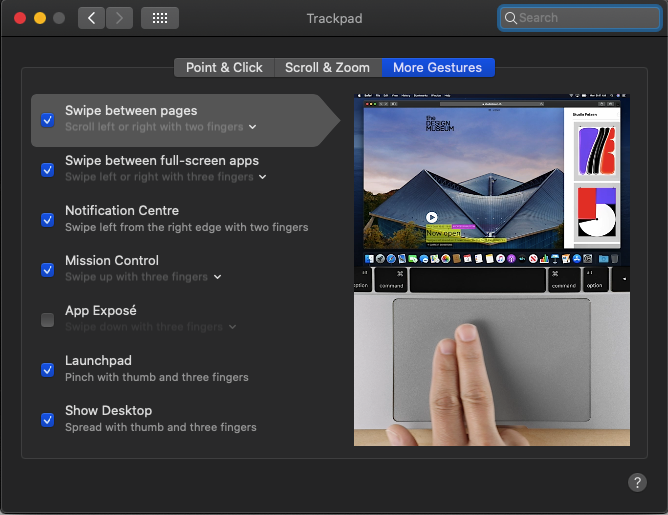 Trackpad
Search
Point & Click
Scroll & Zoom
More Gestures
Swipe between pages
Scroll left or right with two fingers
Swipe between full-screen apps
Swipe left or right with three fingers
Notification Centre
Swipe left from the right edge with two fingers
Mission Control
Swipe up with three fingers
App Exposé
Swipe down with three fingers
Launchpad
Pinch with thumb and three fingers
Show Desktop
Spread with thumb and three fingers
the
DESIGN
MUSEUM
Now open
alt
option
⌘
command
⌘
command
alt
option
?